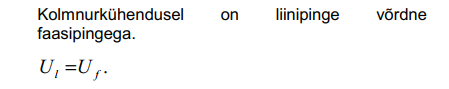 Kolmnurkühendusel on liinipinge võrdne
faasipingega.
U_l =U_f.